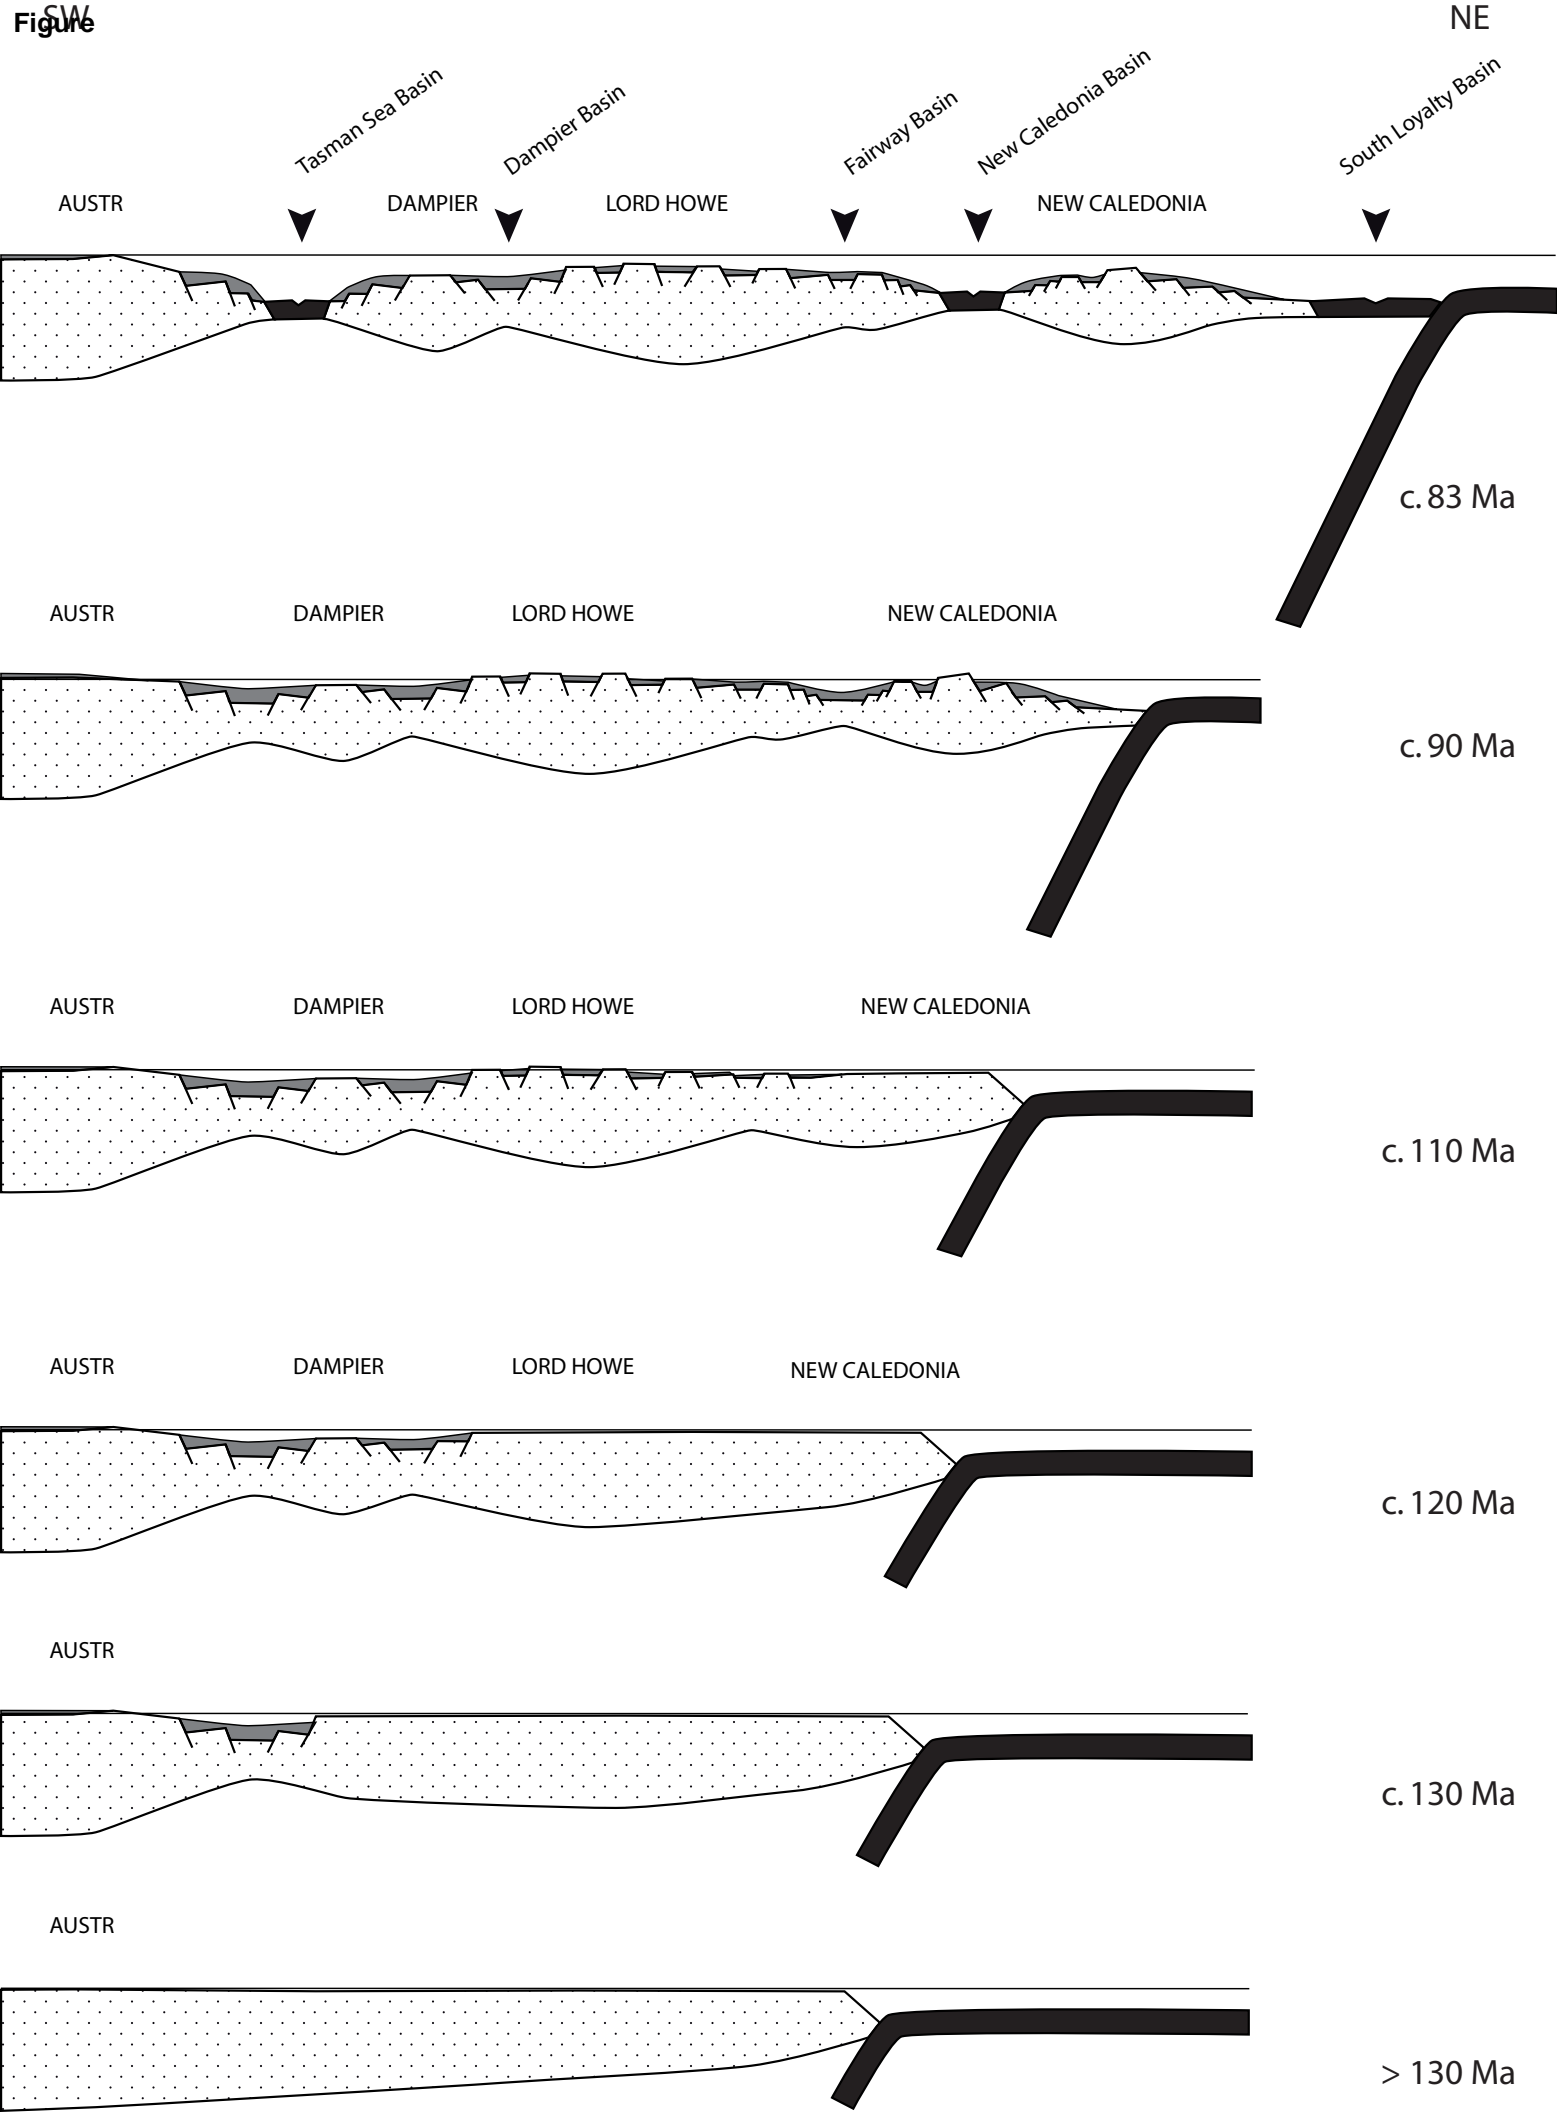 SW
Figure
NE
Tasman Sea Basin
Dampier Basin
Fairway Basin
New Caledonia Basin
South Loyalty Basin
AUSTR DAMPIER LORD HOWE NEW CALEDONIA
c. 83 Ma
AUSTR DAMPIER LORD HOWE NEW CALEDONIA
c. 90 Ma
AUSTR DAMPIER LORD HOWE NEW CALEDONIA
c. 110 Ma
AUSTR DAMPIER LORD HOWE NEW CALEDONIA
c. 120 Ma
AUSTR
c. 130 Ma
AUSTR
> 130 Ma